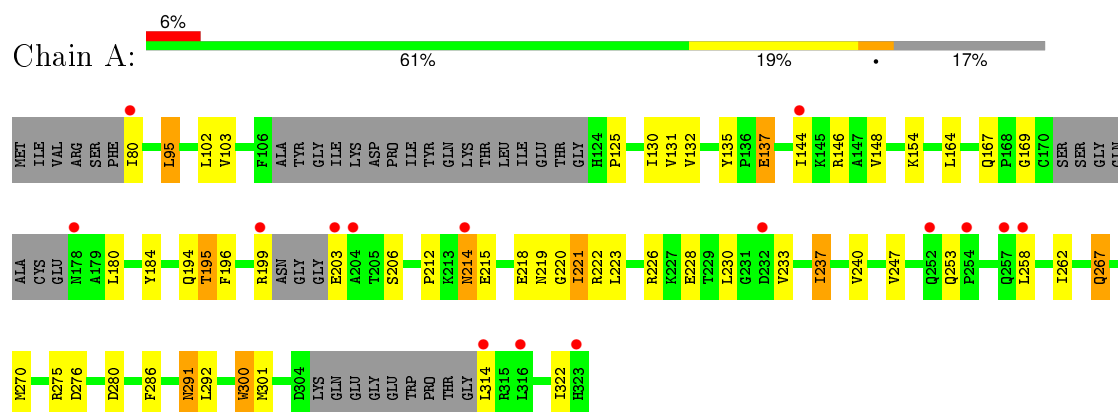 6%
Chain A:
61% 19% • 17%
MET ILE VAL ARG SER PHE I80 L95 L102 V103 F106 ALA TYR GLY ILE LYS ASP PRO ILE TYR GLN LYS THR LEU ILE GLU THR GLY H124 P125 I130 V131 V132 Y135 P136 E137 I144 K145 R146 A147 V148 K154 L164 Q167 P168 G169 G170 SER SER GLY GLN
ALA CYS GLU N178 A179 L180 Y184 Q194 T195 F196 R199 ASN GLY GLY E203 A204 T205 S206 P212 K213 N214 E215 E218 N219 G220 I221 R222 L223 R226 K227 E228 T229 L230 G231 D232 V233 I237 V240 V247 Q252 Q253 P254 Q257 L258 I262 Q267
M270 R275 D276 D280 F286 N291 L292 W300 M301 D304 LYS GLN GLU GLY GLU TRP PRO THR GLY L314 R315 L316 I322 H323